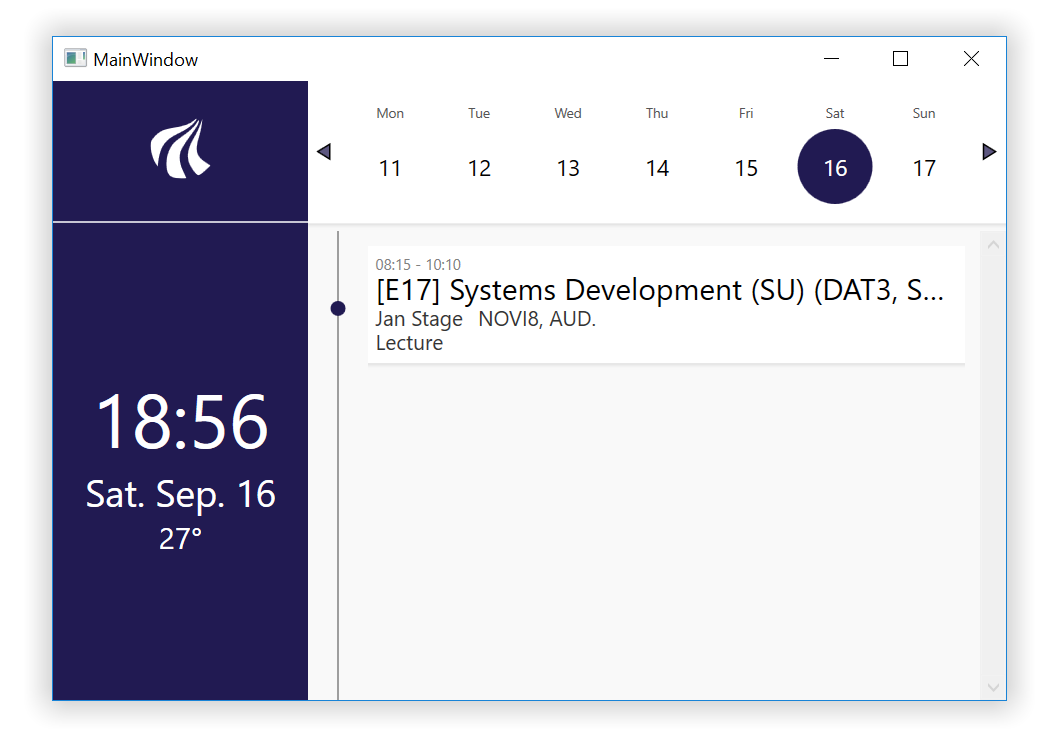 MainWindow
Mon Tue Wed Thu Fri Sat Sun
11 12 13 14 15 16 17
08:15 - 10:10
[E17] Systems Development (SU) (DAT3, S...
Jan Stage NOVI8, AUD.
Lecture
18:56
Sat. Sep. 16
27°